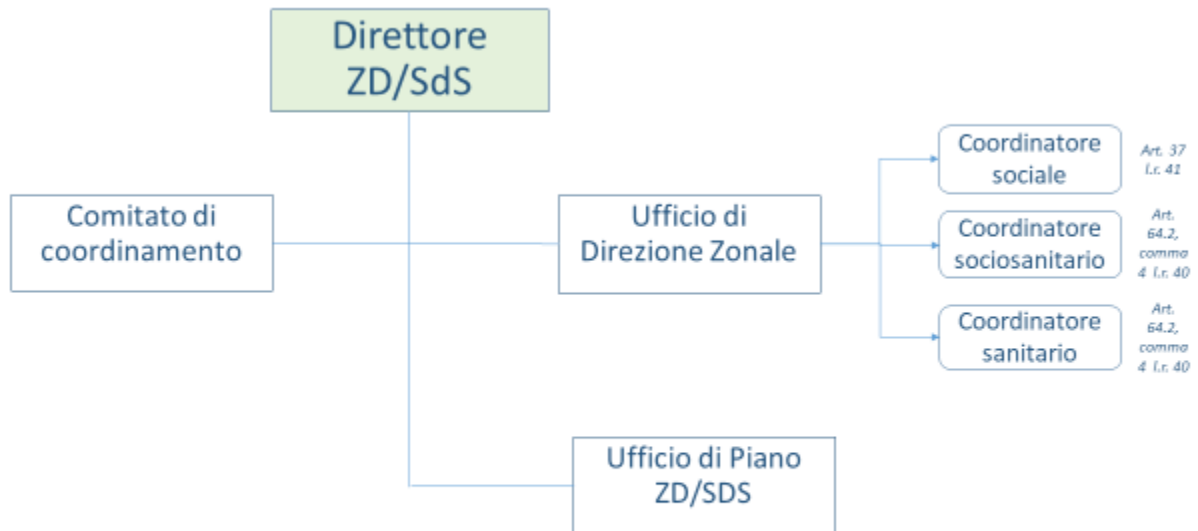 Direttore
ZD/SdS
Comitato di
coordinamento
Ufficio di
Direzione Zonale
Coordinatore
sociale
Art. 37
l.r. 41
Coordinatore
sociosanitario
Art.
64.2,
comma
4 l.r. 40
Coordinatore
sanitario
Art.
64.2,
comma
4 l.r. 40
Ufficio di Piano
ZD/SDS